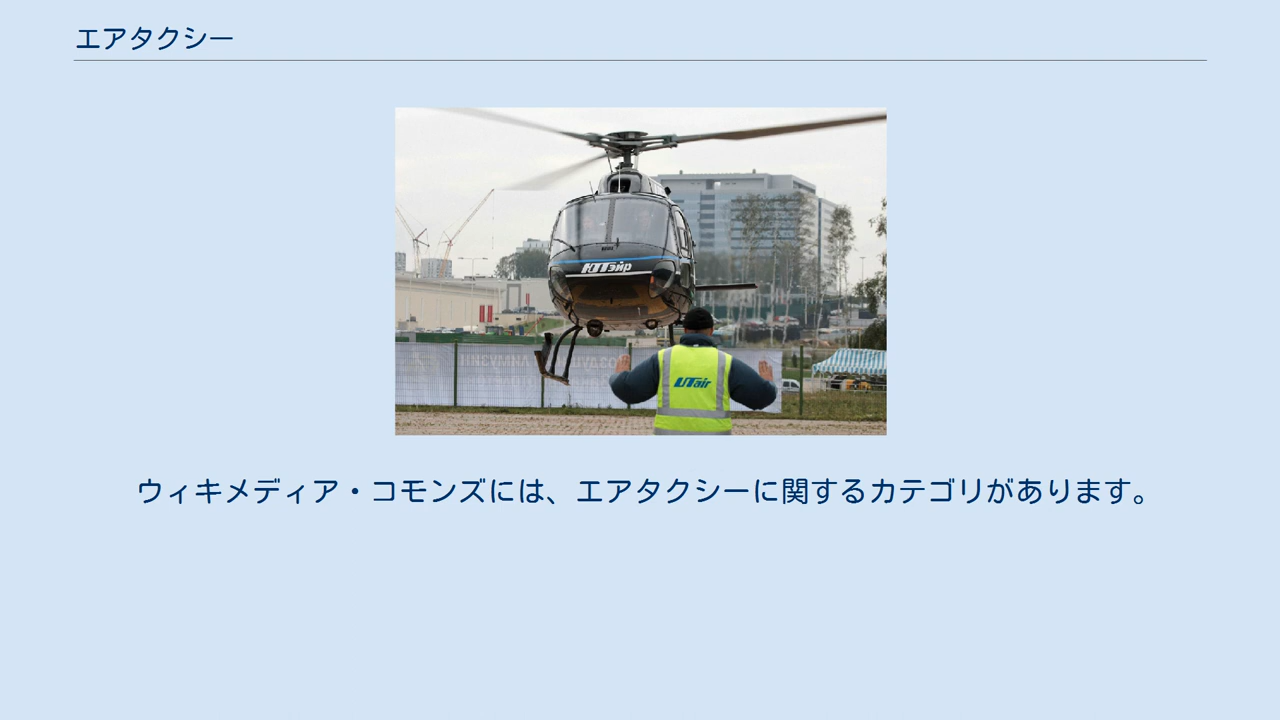 エアタクシー
ЮТэйр
UTair
ウィキメディア・コモンズには、エアタクシーに関するカテゴリがあります。